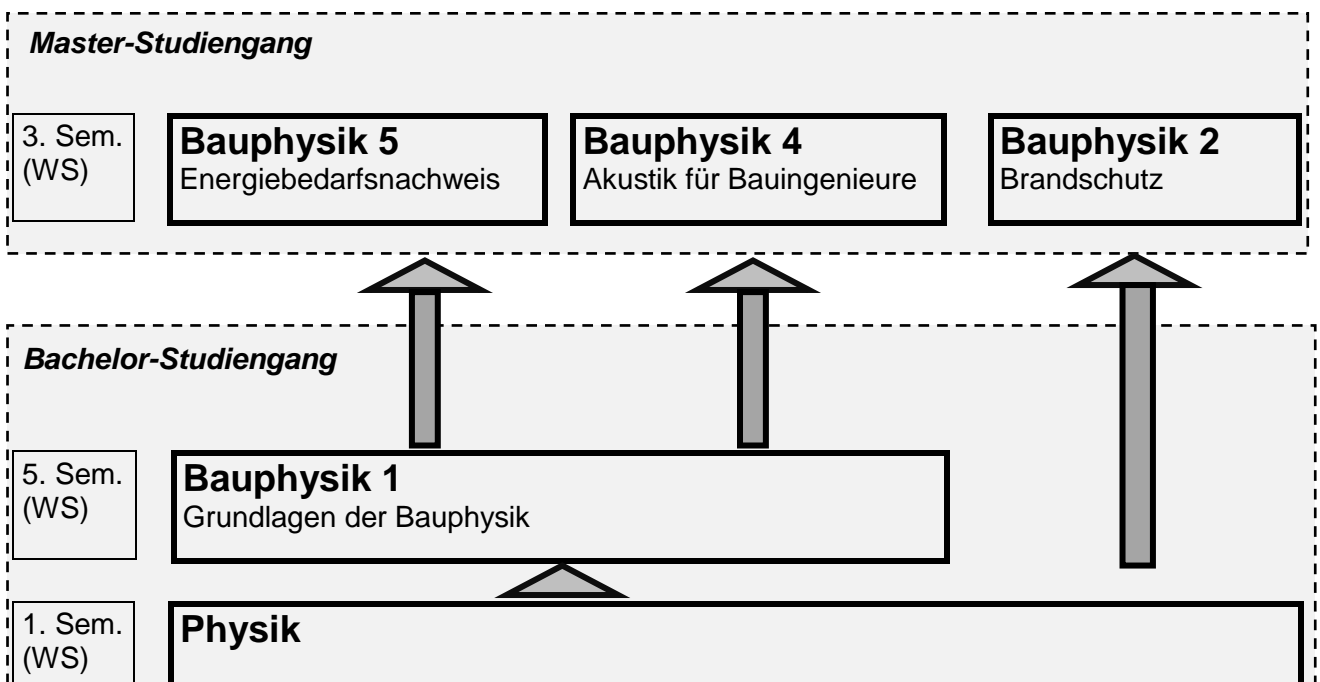 Master-Studiengang
3. Sem.
(WS)
Bauphysik 5
Energiebedarfsnachweis
Bauphysik 4
Akustik für Bauingenieure
Bauphysik 2
Brandschutz
Bachelor-Studiengang
5. Sem.
(WS)
Bauphysik 1
Grundlagen der Bauphysik
1. Sem.
(WS)
Physik